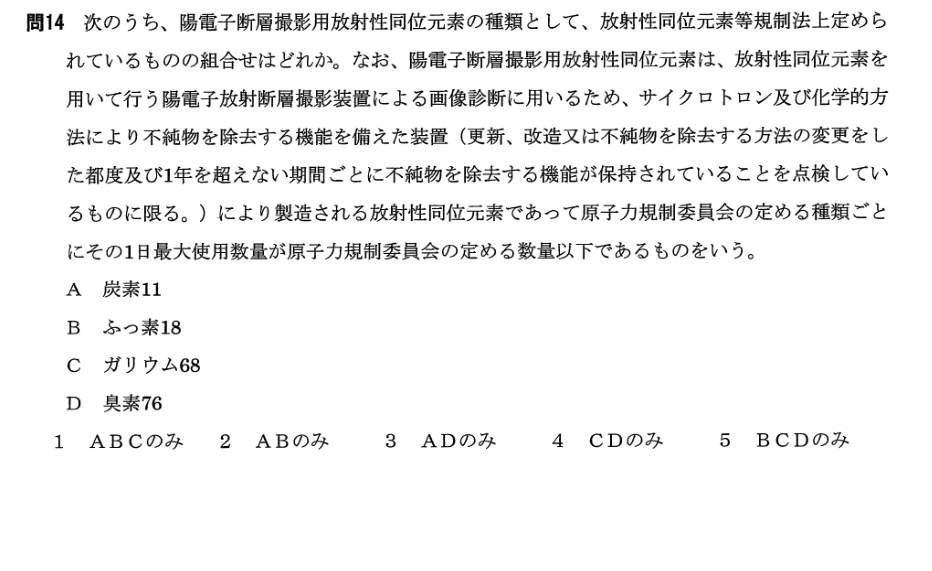 問14 次のうち、陽電子断層撮影用放射性同位元素の種類として、放射性同位元素等規制法上定めら
れているものの組合せはどれか。なお、陽電子断層撮影用放射性同位元素は、放射性同位元素を
用いて行う陽電子放射断層撮影装置による画像診断に用いるため、サイクロトロン及び化学的方
法により不純物を除去する機能を備えた装置（更新、改造又は不純物を除去する方法の変更をし
た都度及び1年を超えない期間ごとに不純物を除去する機能が保持されていることを点検してい
るものに限る。）により製造される放射性同位元素であって原子力規制委員会の定める種類ごと
にその1日最大使用数量が原子力規制委員会の定める数量以下であるものをいう。
A 炭素11
B ふっ素18
C ガリウム68
D 臭素76
1 ＡＢＣのみ 2 ＡＢのみ 3 ＡＤのみ 4 ＣＤのみ 5 ＢＣＤのみ